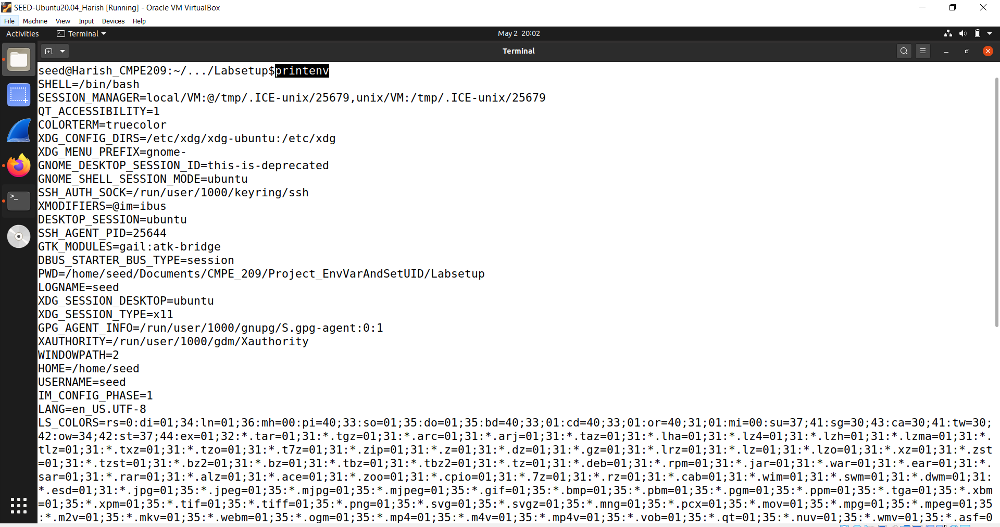 SEED-Ubuntu20.04_Harish [Running] - Oracle VM VirtualBox
File Machine View Input Devices Help
Activities Terminal May 2 20:02
Terminal
seed@Harish_CMPE209:~/.../Labsetup$printenv
SHELL=/bin/bash
SESSION_MANAGER=local/VM:@/tmp/.ICE-unix/25679,unix/VM:/tmp/.ICE-unix/25679
QT_ACCESSIBILITY=1
COLORTERM=truecolor
XDG_CONFIG_DIRS=/etc/xdg/xdg-ubuntu:/etc/xdg
XDG_MENU_PREFIX=gnome-
GNOME_DESKTOP_SESSION_ID=this-is-deprecated
GNOME_SHELL_SESSION_MODE=ubuntu
SSH_AUTH_SOCK=/run/user/1000/keyring/ssh
XMODIFIERS=@im=ibus
DESKTOP_SESSION=ubuntu
SSH_AGENT_PID=25644
GTK_MODULES=gail:atk-bridge
DBUS_STARTER_BUS_TYPE=session
PWD=/home/seed/Documents/CMPE_209/Project_EnvVarAndSetUID/Labsetup
LOGNAME=seed
XDG_SESSION_DESKTOP=ubuntu
XDG_SESSION_TYPE=x11
GPG_AGENT_INFO=/run/user/1000/gnupg/S.gpg-agent:0:1
XAUTHORITY=/run/user/1000/gdm/Xauthority
WINDOWPATH=2
HOME=/home/seed
USERNAME=seed
IM_CONFIG_PHASE=1
LANG=en_US.UTF-8
LS_COLORS=rs=0:di=01;34:ln=01;36:mh=00:pi=40;33:so=01;35:do=01;35:bd=40;33;01:cd=40;33;01:or=40;31;01:mi=00:su=37;41:sg=30;43:ca=30;41:tw=30;
42:ow=34;42:st=37;44:ex=01;32:*.tar=01;31:*.tgz=01;31:*.arc=01;31:*.arj=01;31:*.taz=01;31:*.lha=01;31:*.lz4=01;31:*.lzh=01;31:*.lzma=01;31:*.
tlz=01;31:*.txz=01;31:*.tzo=01;31:*.t7z=01;31:*.zip=01;31:*.z=01;31:*.dz=01;31:*.gz=01;31:*.lrz=01;31:*.lz=01;31:*.lzo=01;31:*.xz=01;31:*.zst
=01;31:*.tzst=01;31:*.bz2=01;31:*.bz=01;31:*.tbz=01;31:*.tbz2=01;31:*.tz=01;31:*.deb=01;31:*.rpm=01;31:*.jar=01;31:*.war=01;31:*.ear=01;31:*.
sar=01;31:*.rar=01;31:*.alz=01;31:*.ace=01;31:*.zoo=01;31:*.cpio=01;31:*.7z=01;31:*.rz=01;31:*.cab=01;31:*.wim=01;31:*.swm=01;31:*.dwm=01;31:
*.esd=01;31:*.jpg=01;35:*.jpeg=01;35:*.mjpg=01;35:*.mjpeg=01;35:*.gif=01;35:*.bmp=01;35:*.pbm=01;35:*.pgm=01;35:*.ppm=01;35:*.tga=01;35:*.xbm
=01;35:*.xpm=01;35:*.tif=01;35:*.tiff=01;35:*.png=01;35:*.svg=01;35:*.svgz=01;35:*.mng=01;35:*.pcx=01;35:*.mov=01;35:*.mpg=01;35:*.mpeg=01;35
:*.m2v=01;35:*.mkv=01;35:*.webm=01;35:*.ogm=01;35:*.mp4=01;35:*.m4v=01;35:*.mp4v=01;35:*.vob=01;35:*.qt=01;35:*.nuv=01;35:*.wmv=01;35:*.asf=0